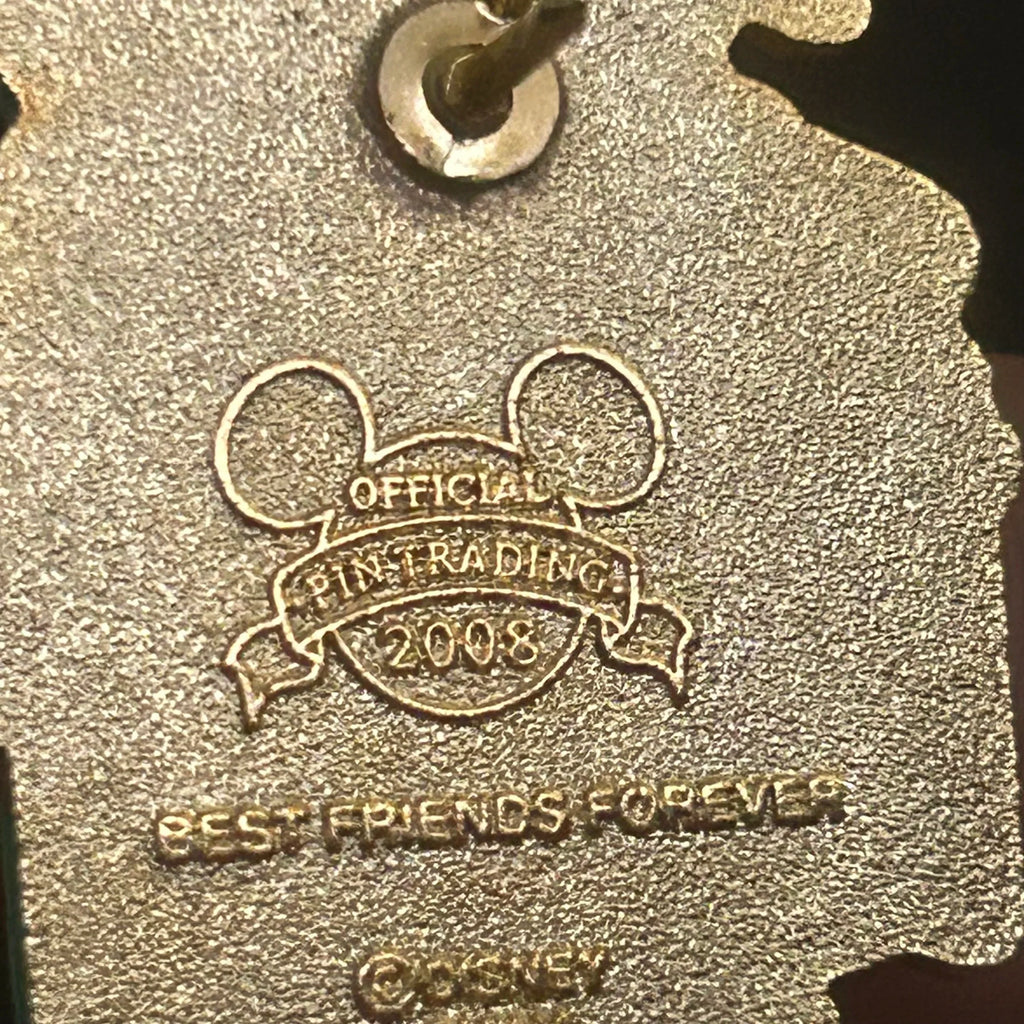 OFFICIAL
PIN TRADING
2008
BEST FRIENDS FOREVER
© DISNEY